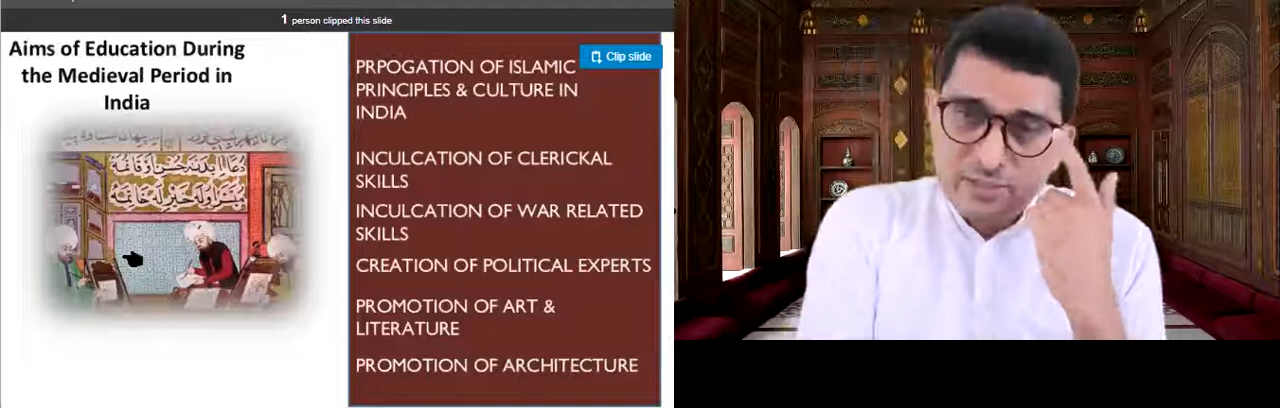 1 person clipped this slide
Aims of Education During
the Medieval Period in
India
Clip slide
PRPOGATION OF ISLAMIC
PRINCIPLES & CULTURE IN
INDIA
INCULCATION OF CLERICKAL
SKILLS
INCULCATION OF WAR RELATED
SKILLS
CREATION OF POLITICAL EXPERTS
PROMOTION OF ART &
LITERATURE
PROMOTION OF ARCHITECTURE